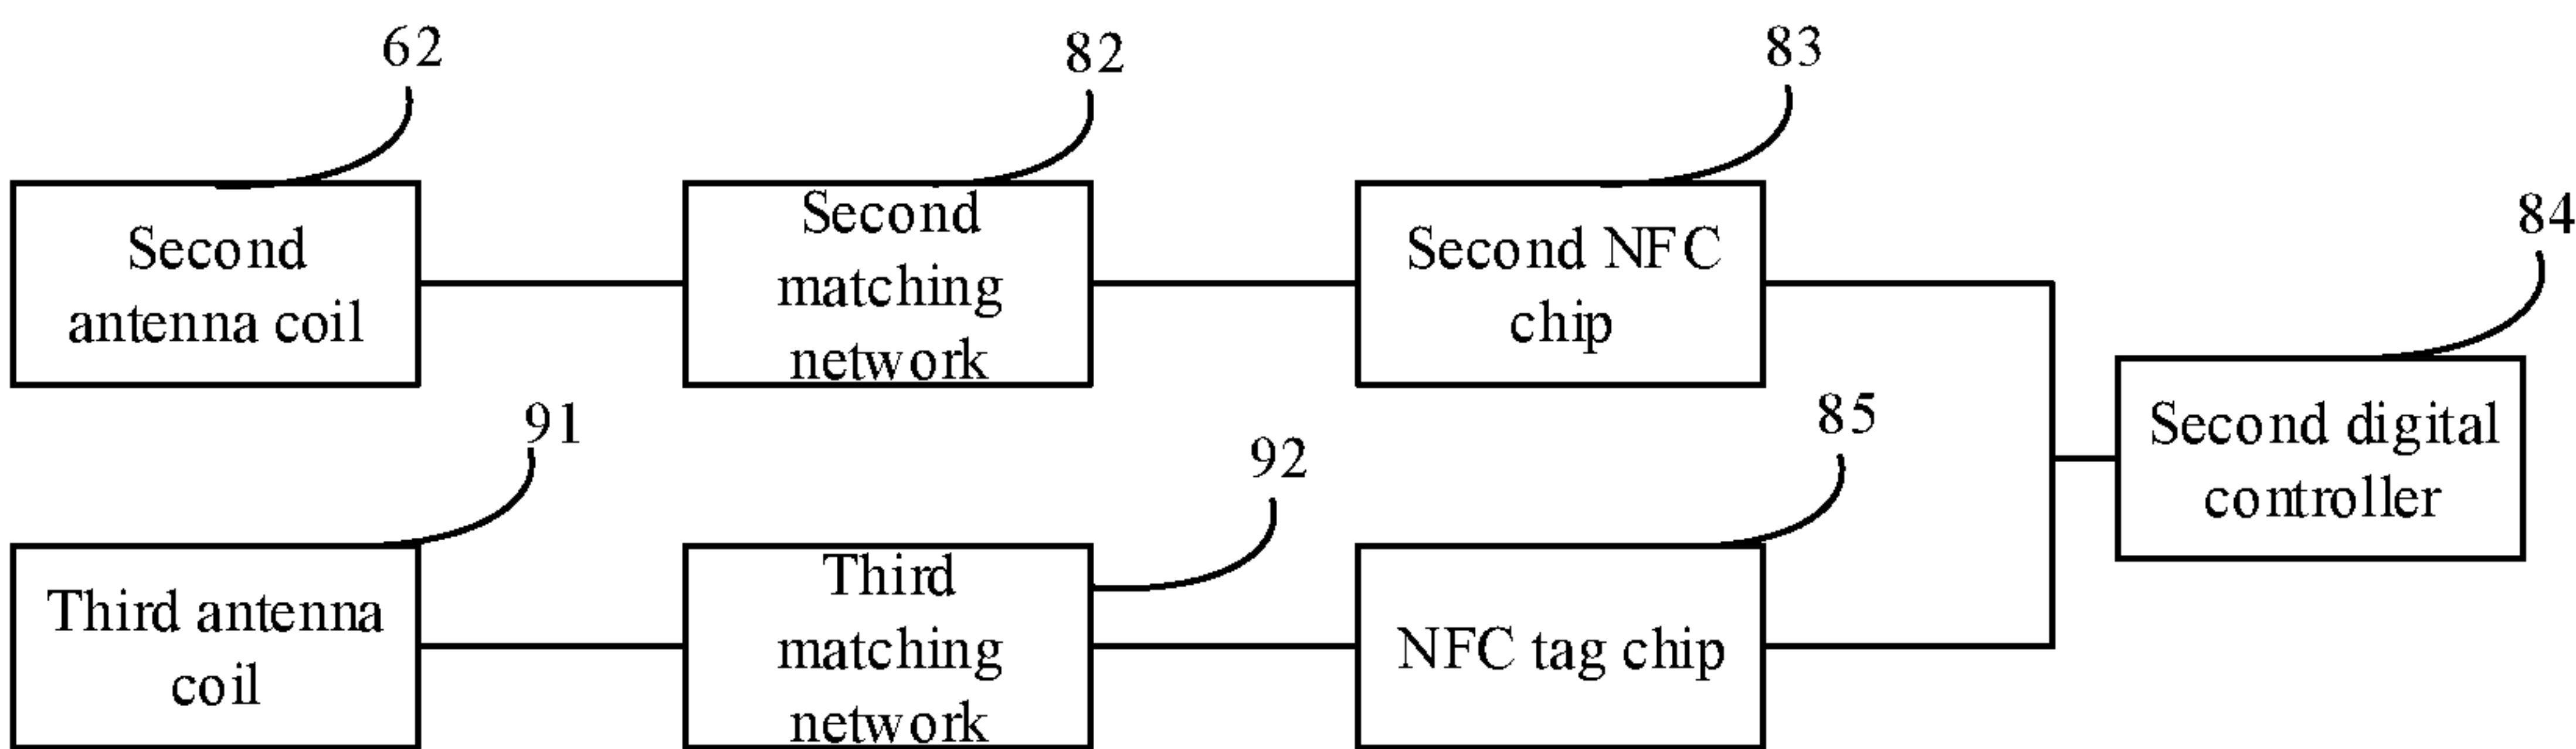 62
82
83
84
Second
antenna coil
Second
matching
network
Second NFC
chip
Second digital
controller
91
92
85
Third antenna
coil
Third
matching
network
NFC tag chip